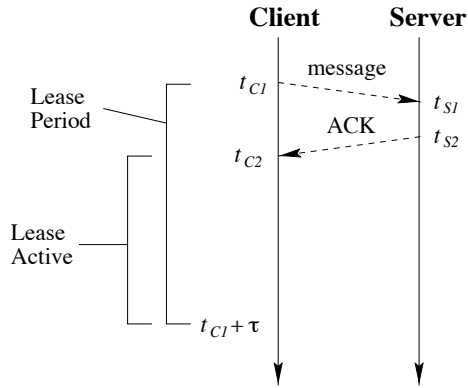 Client Server
message
t_C1
Lease
Period
t_S1
ACK
t_S2
t_C2
Lease
Active
t_C1 + τ